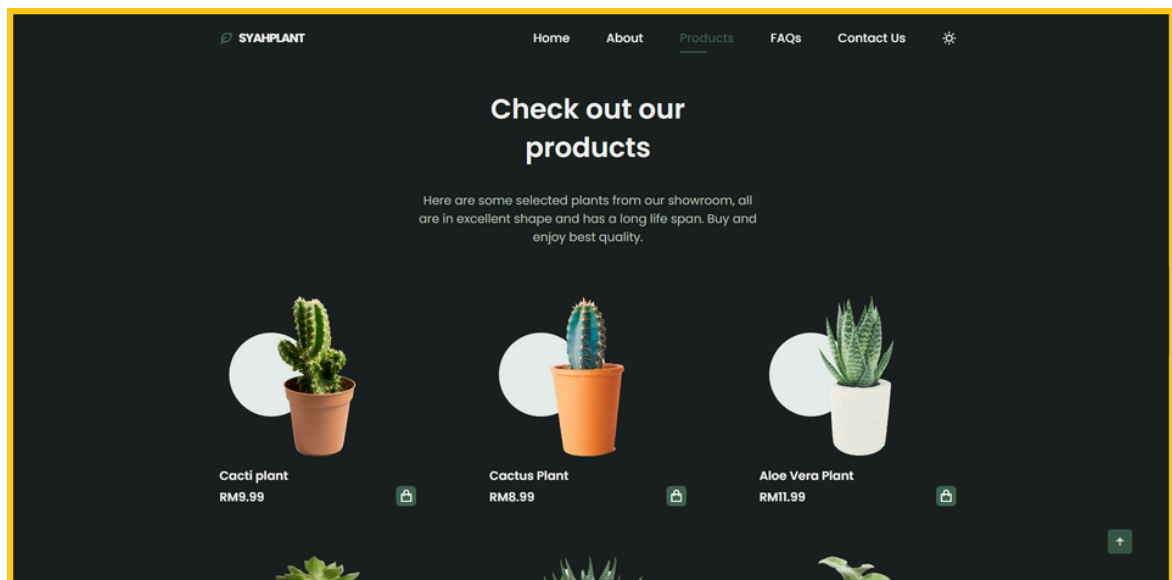 SYAHPLANT
Home About Products FAQs Contact Us
Check out our
products
Here are some selected plants from our showroom, all
are in excellent shape and has a long life span. Buy and
enjoy best quality.
Cacti plant
RM9.99
Cactus Plant
RM8.99
Aloe Vera Plant
RM11.99